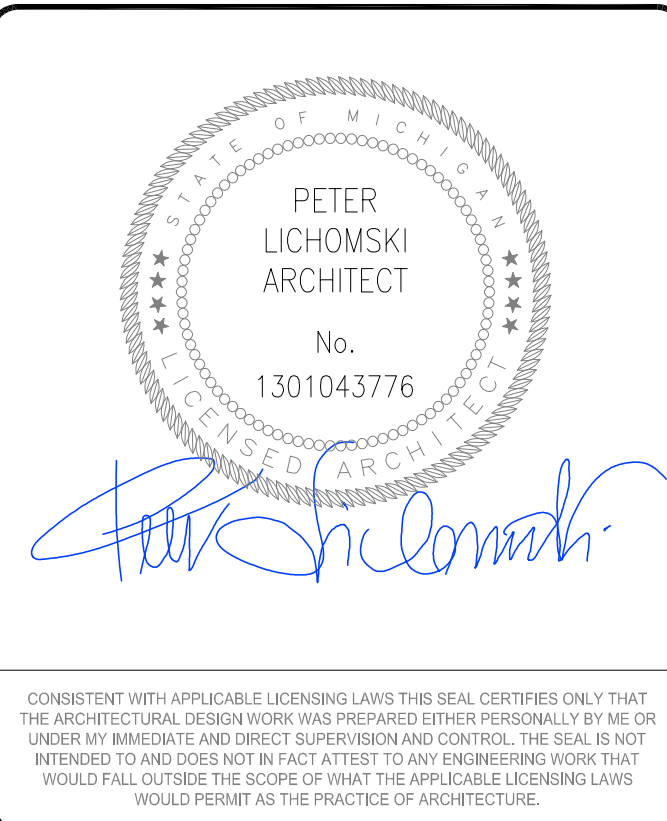 STATE OF MICHIGAN
PETER
LICHOMSKI
ARCHITECT
No.
1301043776
LICENSED ARCHITECT
Peter Lichomski
CONSISTENT WITH APPLICABLE LICENSING LAWS THIS SEAL CERTIFIES ONLY THAT
THE ARCHITECTURAL DESIGN WORK WAS PREPARED EITHER PERSONALLY BY ME OR
UNDER MY IMMEDIATE AND DIRECT SUPERVISION AND CONTROL. THE SEAL IS NOT
INTENDED TO AND DOES NOT IN FACT ATTEST TO ANY ENGINEERING WORK THAT
WOULD FALL OUTSIDE THE SCOPE OF WHAT THE APPLICABLE LICENSING LAWS
WOULD PERMIT AS THE PRACTICE OF ARCHITECTURE.